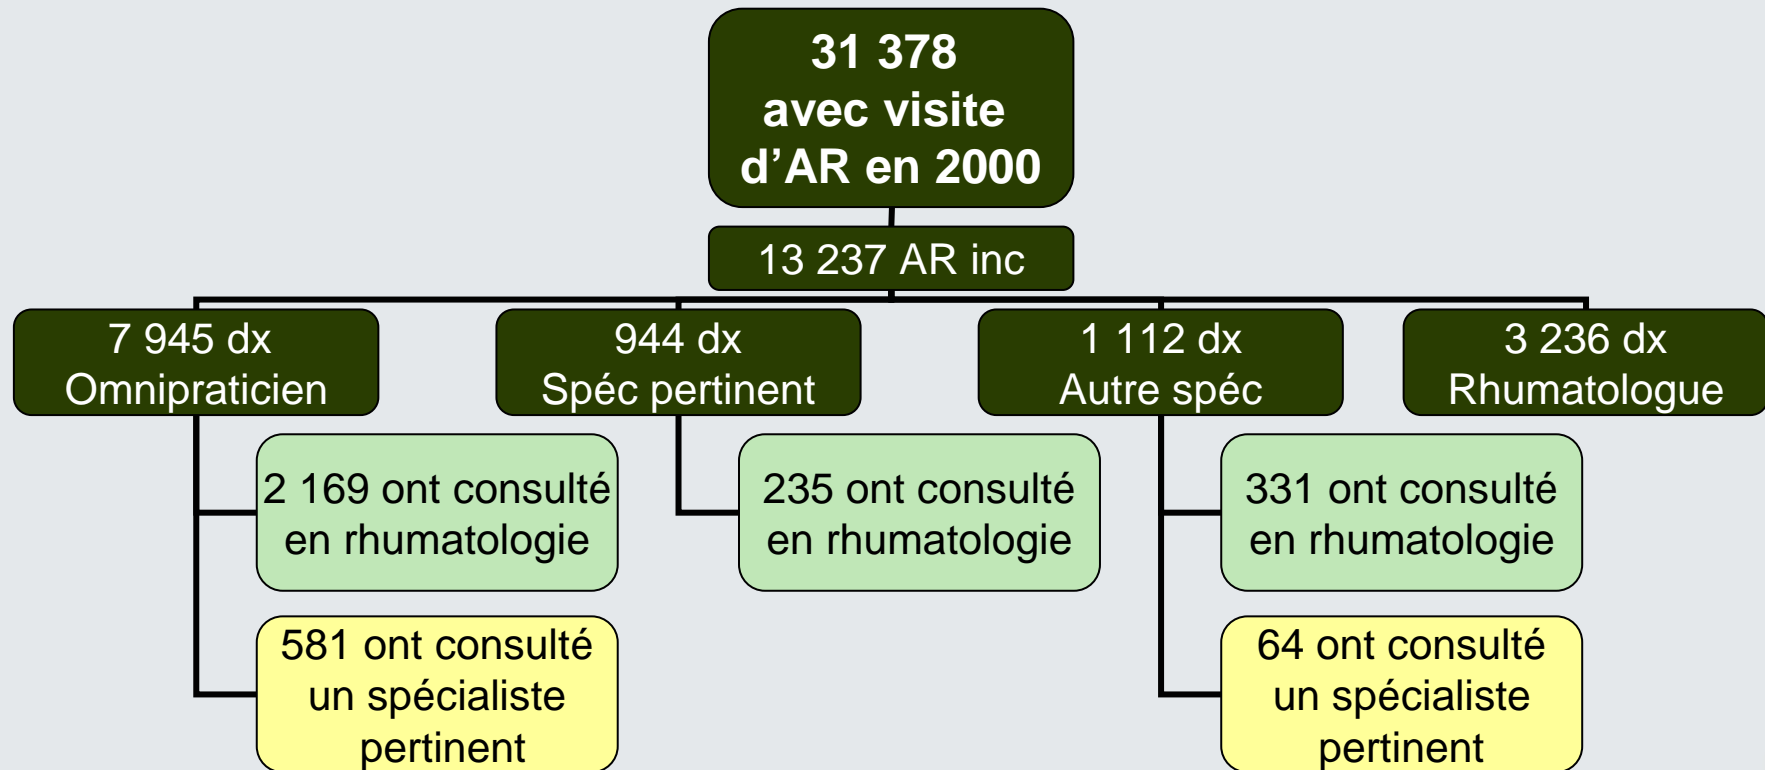 31 378
avec visite
d’AR en 2000
13 237 AR inc
7 945 dx
Omnipraticien
944 dx
Spéc pertinent
1 112 dx
Autre spéc
3 236 dx
Rhumatologue
2 169 ont consulté
en rhumatologie
235 ont consulté
en rhumatologie
331 ont consulté
en rhumatologie
581 ont consulté
un spécialiste
pertinent
64 ont consulté
un spécialiste
pertinent